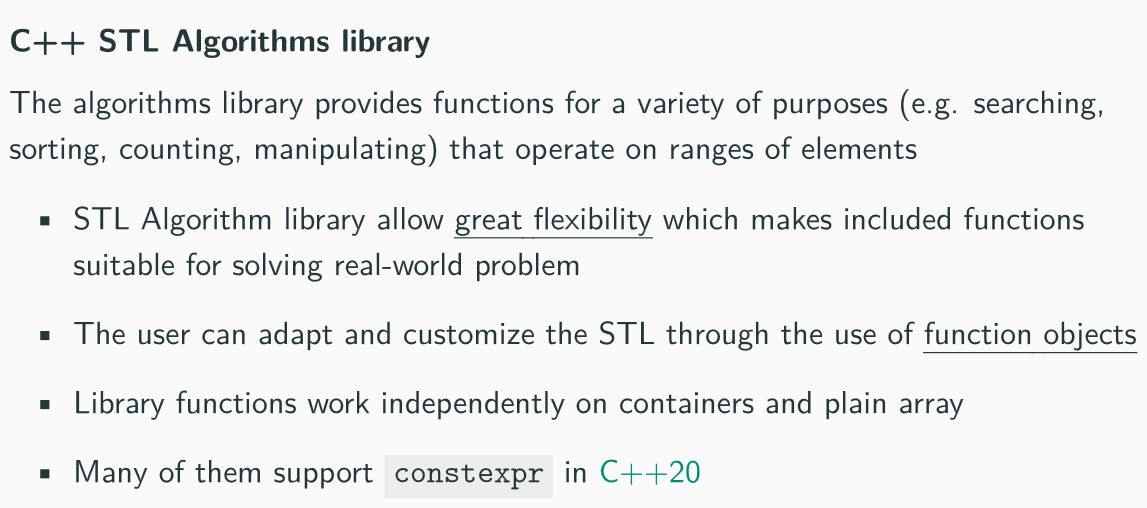 C++ STL Algorithms library
The algorithms library provides functions for a variety of purposes (e.g. searching,
sorting, counting, manipulating) that operate on ranges of elements
▪ STL Algorithm library allow great flexibility which makes included functions
suitable for solving real-world problem
▪ The user can adapt and customize the STL through the use of function objects
▪ Library functions work independently on containers and plain array
▪ Many of them support constexpr in C++20